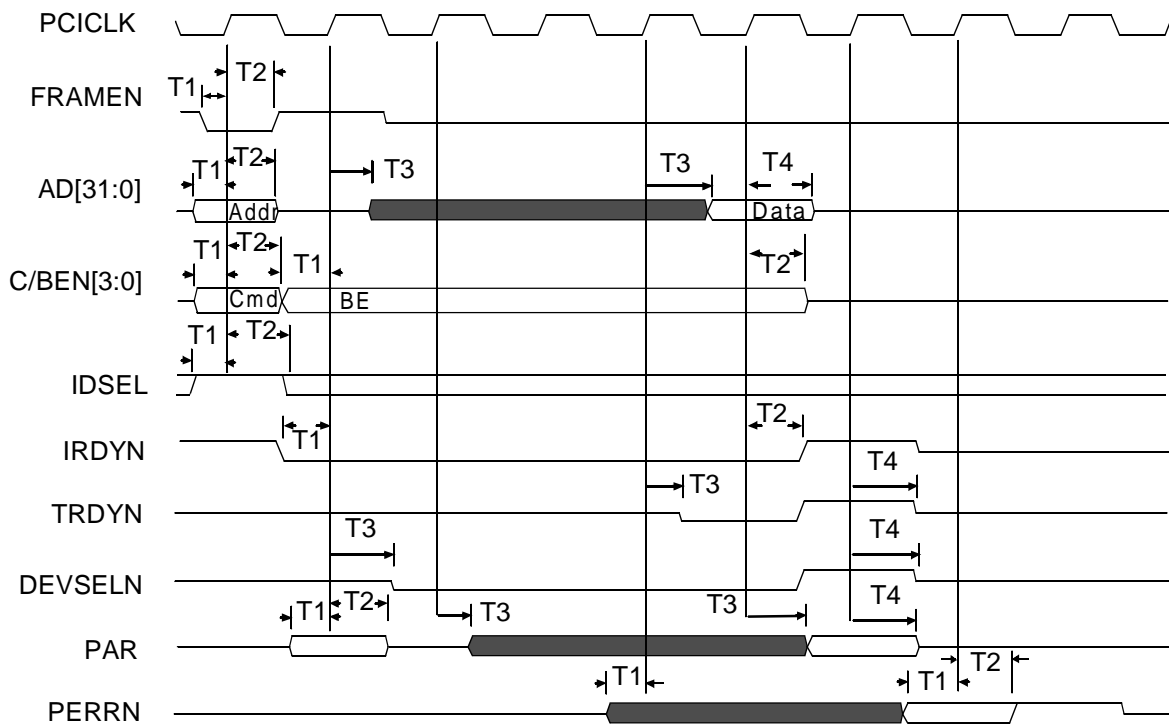 PCICLK
T1 T2
FRAMEN
T1 T2 T3 T3 T4
AD[31:0]
Addr Data
T1 T2 T1 T2
C/BEN[3:0]
Cmd BE
T1 T2
IDSEL
T1 T2
IRDYN
T3 T4
TRDYN
T3 T4
DEVSELN
T1 T2 T3 T3 T4
PAR
T1 T1 T2
PERRN